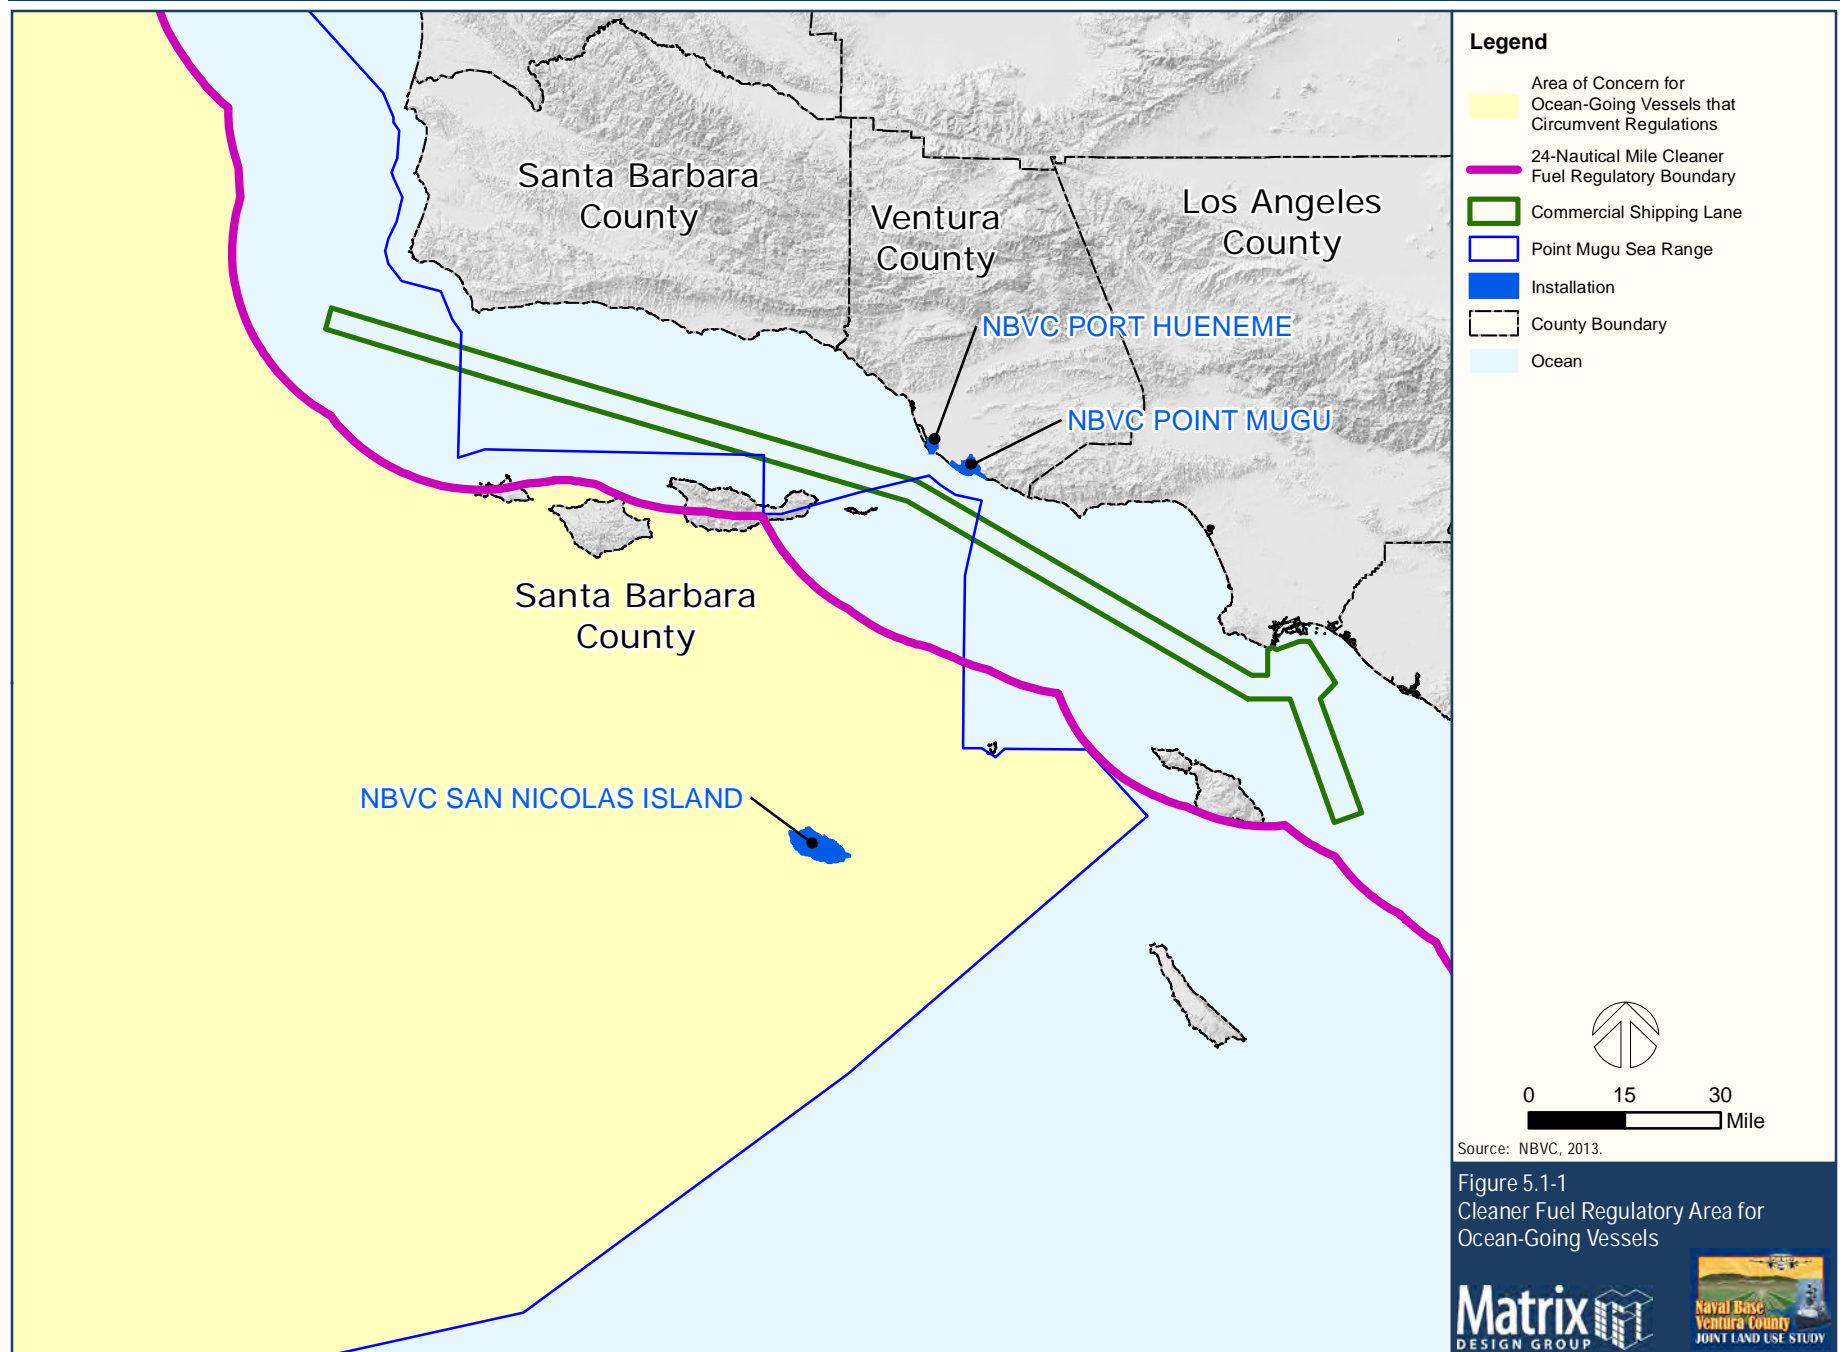 Santa Barbara
County
Ventura
County
Los Angeles
County
NBVC PORT HUENEME
NBVC POINT MUGU
Santa Barbara
County
NBVC SAN NICOLAS ISLAND
Legend
Area of Concern for
Ocean-Going Vessels that
Circumvent Regulations
24-Nautical Mile Cleaner
Fuel Regulatory Boundary
Commercial Shipping Lane
Point Mugu Sea Range
Installation
County Boundary
Ocean
0 15 30
Mile
Source: NBVC, 2013.
Figure 5.1-1
Cleaner Fuel Regulatory Area for
Ocean-Going Vessels
Matrix
DESIGN GROUP
Naval Base
Ventura County
JOINT LAND USE STUDY